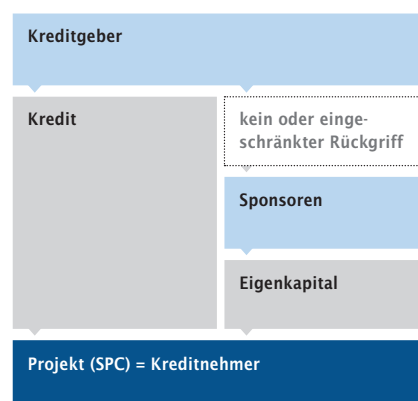 Kreditgeber
Kredit
kein oder einge-
schränkter Rückgriff
Sponsoren
Eigenkapital
Projekt (SPC) = Kreditnehmer